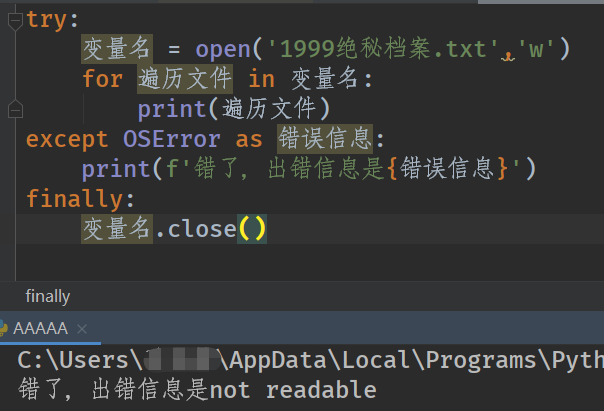 try:
变量名 = open('1999绝秘档案.txt','w')
for 遍历文件 in 变量名:
print(遍历文件)
except OSError as 错误信息:
print(f'错了, 出错信息是{错误信息}')
finally:
变量名.close()
finally
AAAAA ×
C:\Users\ \AppData\Local\Programs\Pyth
错了, 出错信息是not readable